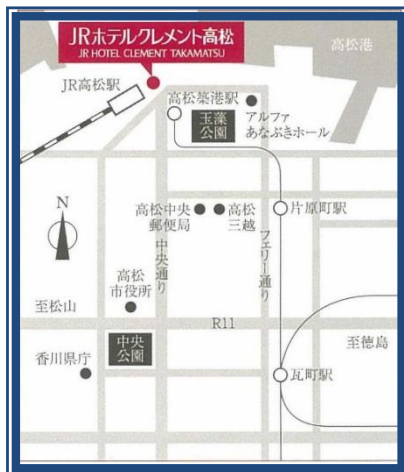 JRホテルクレメント高松
JR HOTEL CLEMENT TAKAMATSU
高松港
JR高松駅
高松築港駅
玉藻
公園
アルファ
あなぶきホール
N
高松中央
郵便局
高松
三越
片原町駅
中央通り
フェリー通り
高松
市役所
至松山
R11
中央
公園
至徳島
香川県庁
瓦町駅